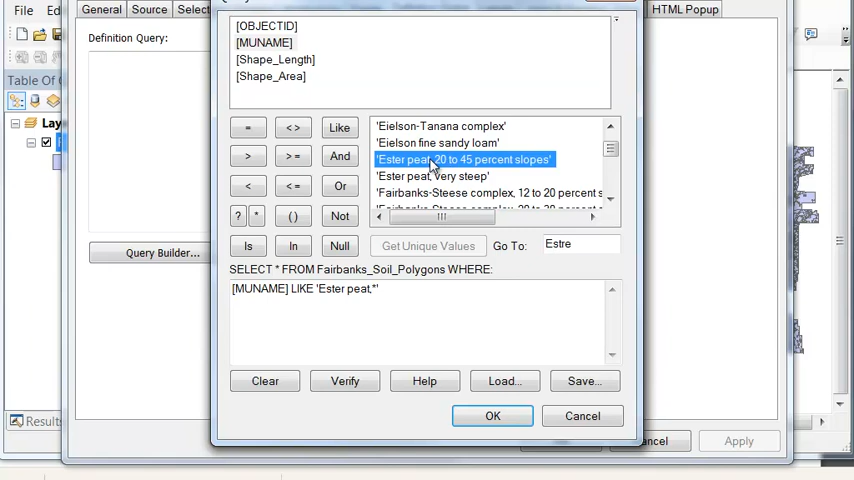 File
General
Source
Select
HTML Popup
Definition Query:
Table Of
Lay
Query Builder...
Results
[OBJECTID]
[MUNAME]
[Shape_Length]
[Shape_Area]
= <> Like
> >= And
< <= Or
? * () Not
Is In Null
'Eielson-Tanana complex'
'Eielson fine sandy loam'
'Ester peat, 20 to 45 percent slopes'
'Ester peat, very steep'
'Fairbanks-Steese complex, 12 to 20 percent s
Get Unique Values Go To: Estre
SELECT * FROM Fairbanks_Soil_Polygons WHERE:
[MUNAME] LIKE 'Ester peat,*'
Clear Verify Help Load... Save...
OK Cancel
ancel Apply